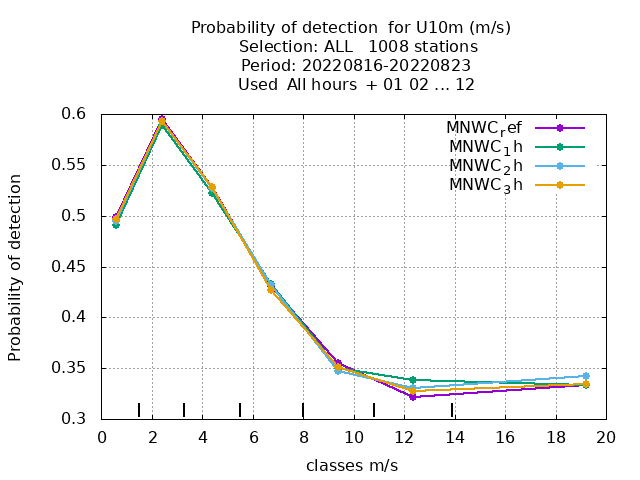 Probability of detection  for U10m (m/s)
Selection: ALL   1008 stations
Period: 20220816-20220823
Used  All hours  + 01 02 ... 12
MNWC_ref
MNWC_1h
MNWC_2h
MNWC_3h
0.6
0.55
0.5
0.45
0.4
0.35
0.3
Probability of detection
0 2 4 6 8 10 12 14 16 18 20
classes m/s